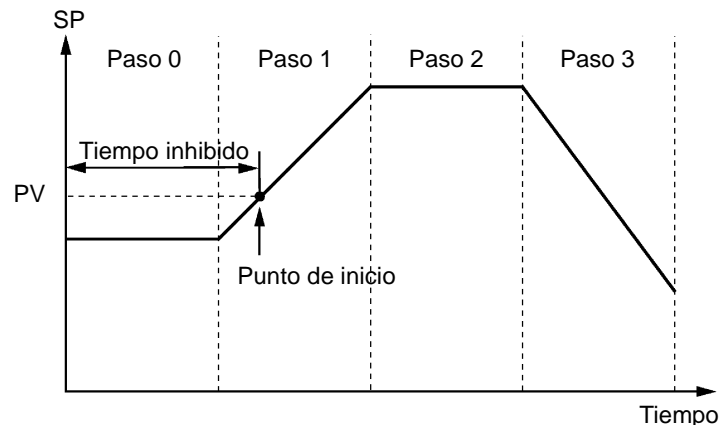 SP
Paso 0 Paso 1 Paso 2 Paso 3
Tiempo inhibido
PV
Punto de inicio
Tiempo